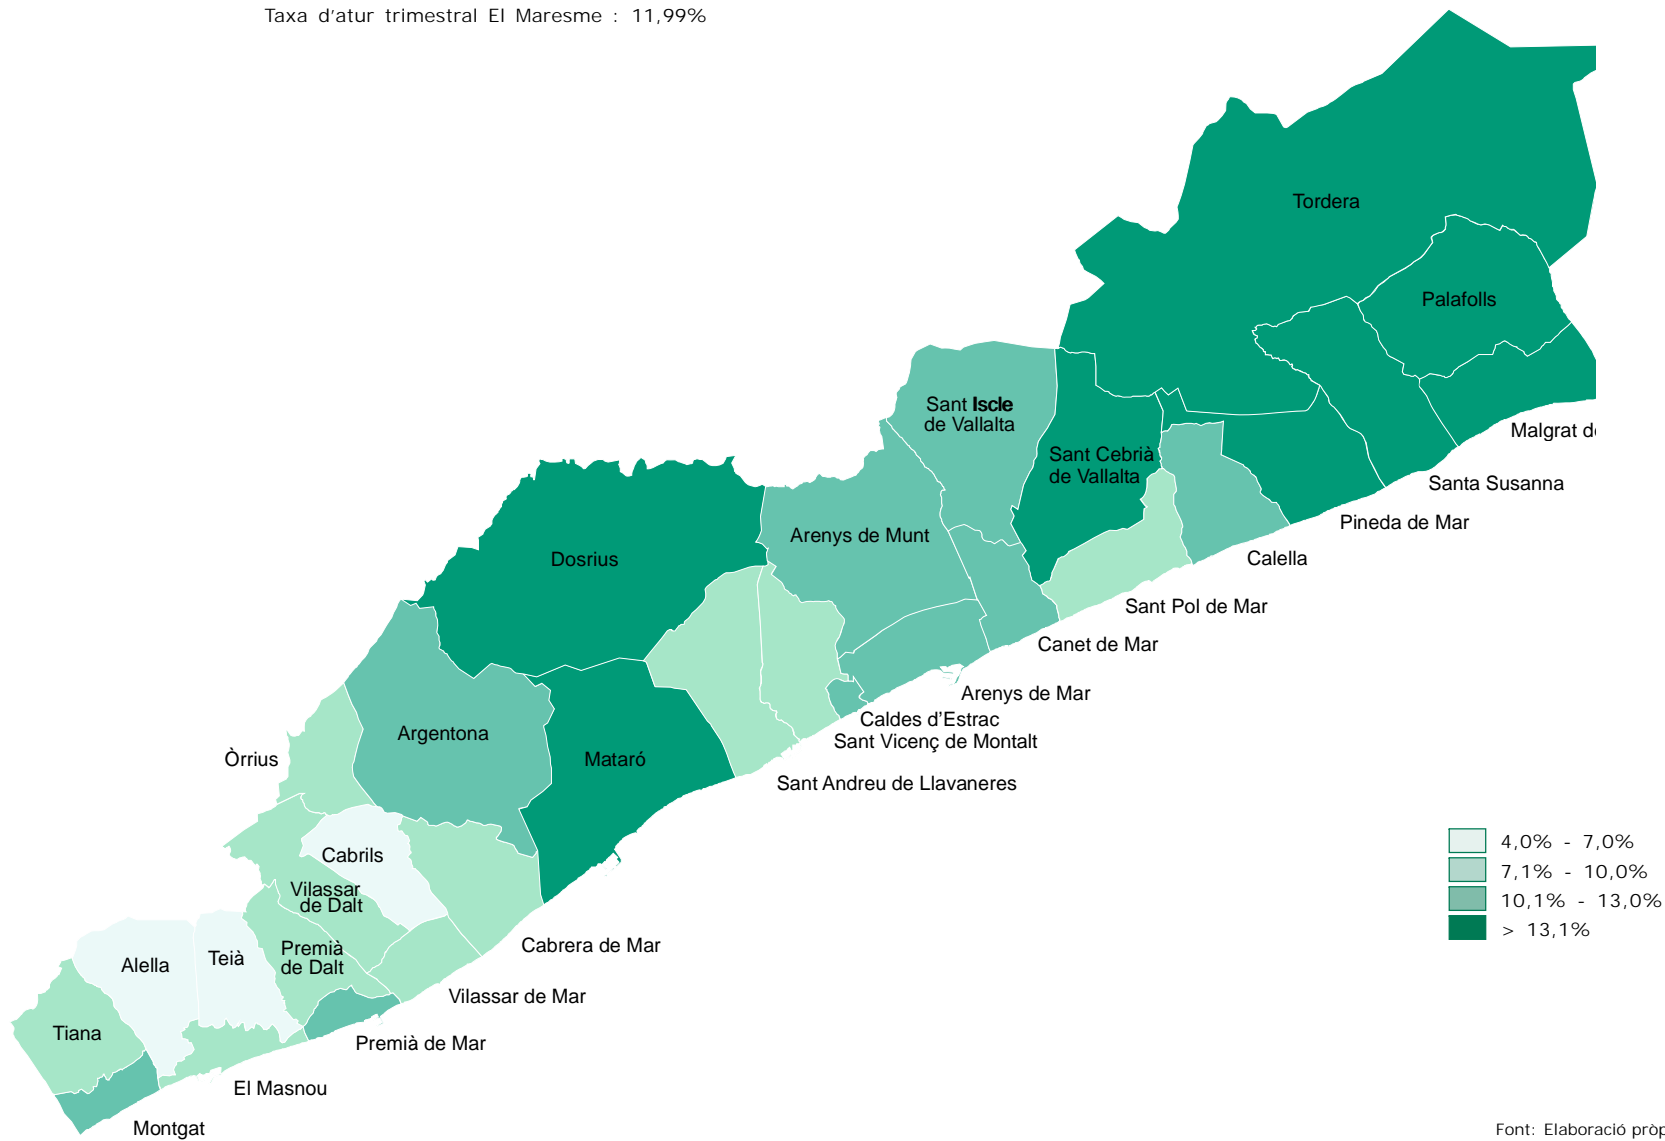 Taxa d'atur trimestral El Maresme : 11,99%
Tordera
Palafolls
Malgrat de
Santa Susanna
Pineda de Mar
Sant Iscle
de Vallalta
Sant Cebrià
de Vallalta
Calella
Sant Pol de Mar
Canet de Mar
Arenys de Munt
Arenys de Mar
Caldes d'Estrac
Sant Vicenç de Montalt
Sant Andreu de Llavaneres
Dosrius
Argentona
Mataró
Òrrius
Cabrils
Vilassar
de Dalt
Cabrera de Mar
Premià
de Dalt
Vilassar de Mar
Teià
Alella
Premià de Mar
Tiana
El Masnou
Montgat
4,0% - 7,0%
7,1% - 10,0%
10,1% - 13,0%
> 13,1%
Font: Elaboració pròp